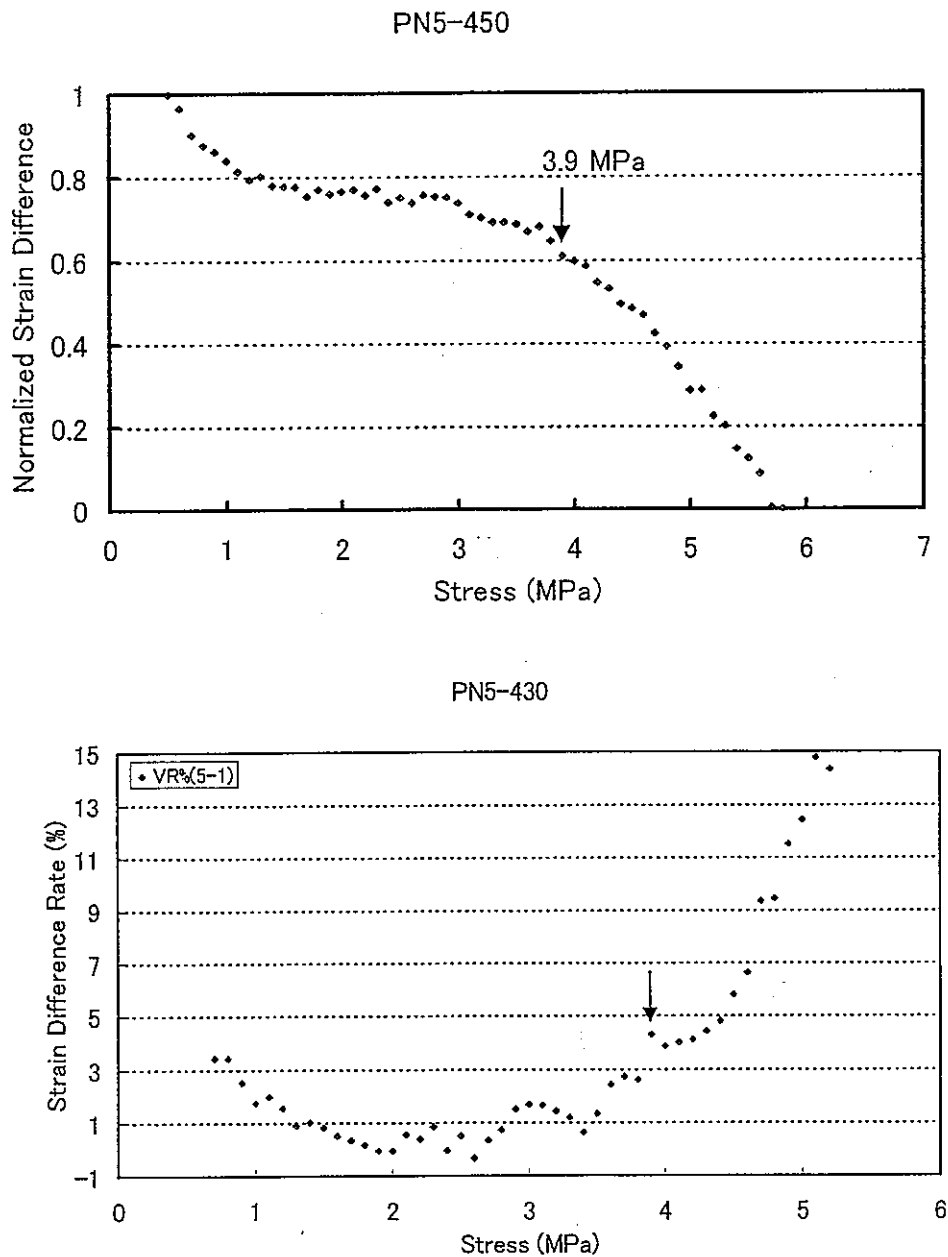 PN5-450
Normalized Strain Difference
1
0.8
0.6
0.4
0.2
0
3.9 MPa
0 1 2 3 4 5 6 7
Stress (MPa)
PN5-430
Strain Difference Rate (%)
15
13
11
9
7
5
3
1
-1
VR%(5-1)
0 1 2 3 4 5 6
Stress (MPa)